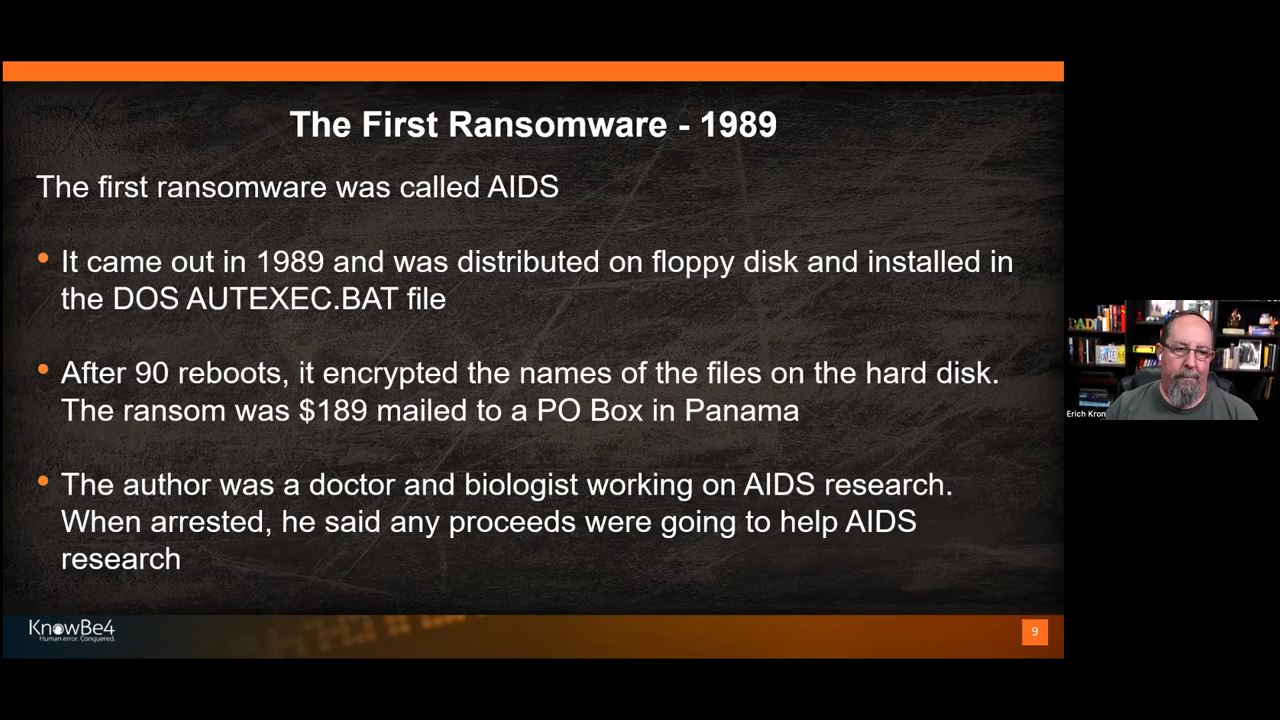 The First Ransomware - 1989
The first ransomware was called AIDS
• It came out in 1989 and was distributed on floppy disk and installed in
the DOS AUTEXEC.BAT file
• After 90 reboots, it encrypted the names of the files on the hard disk.
The ransom was $189 mailed to a PO Box in Panama
• The author was a doctor and biologist working on AIDS research.
When arrested, he said any proceeds were going to help AIDS
research
KnowBe4
Human error. Conquered.
9
Erich Kron